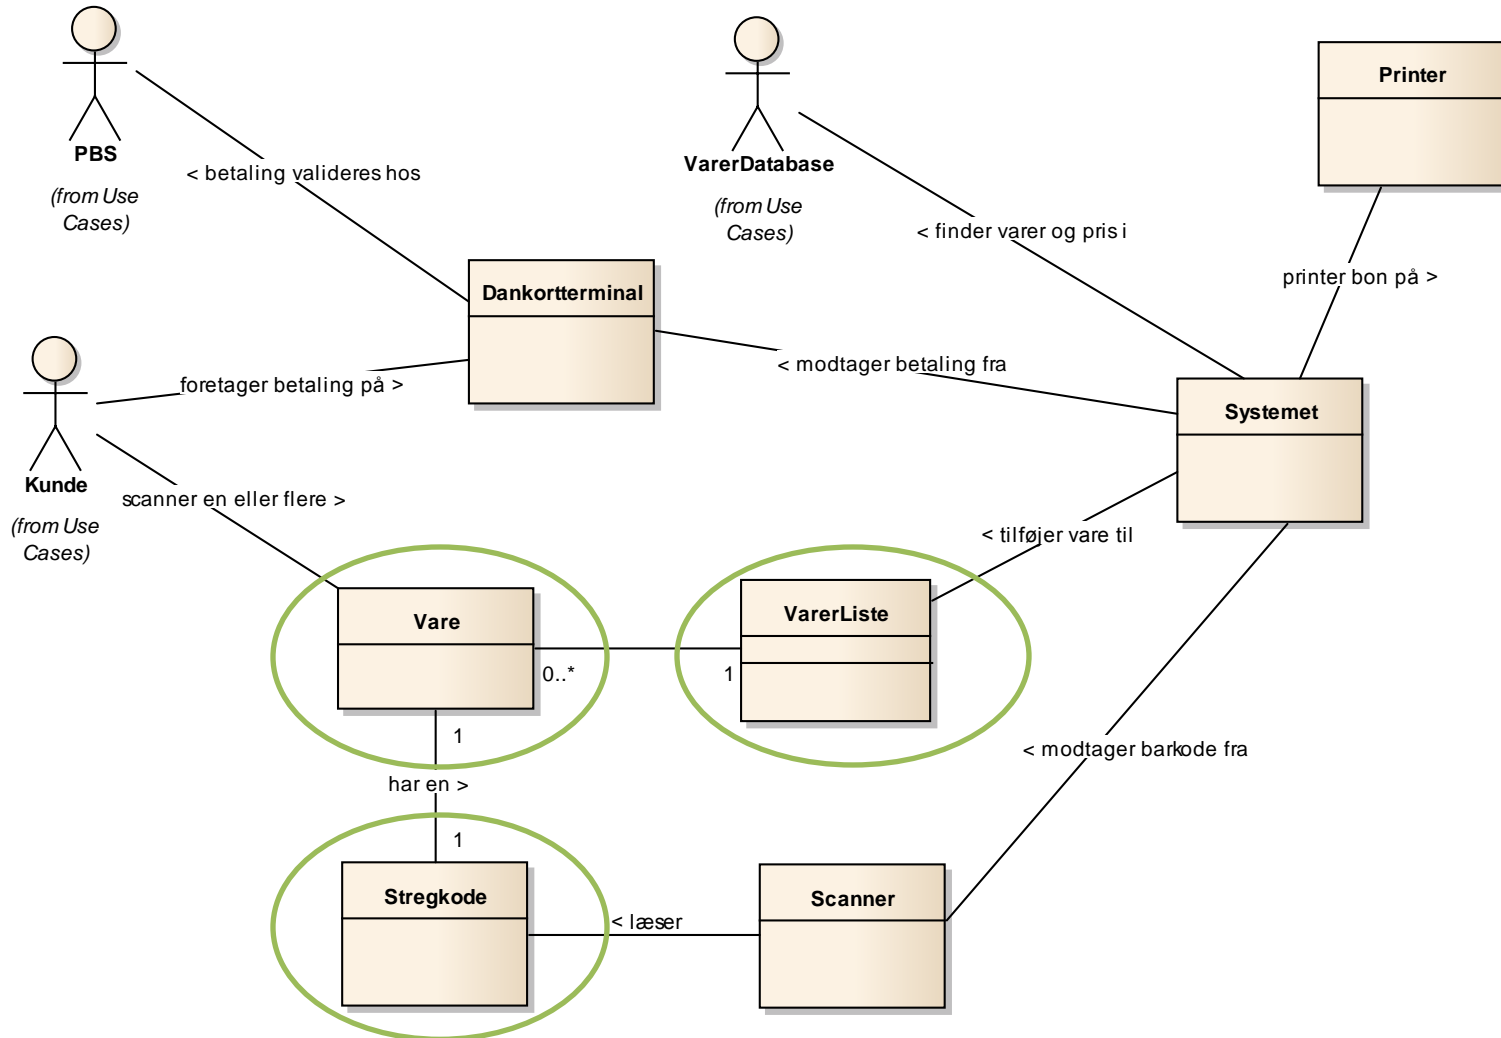 PBS
(from Use
Cases)
< betaling valideres hos
VarerDatabase
(from Use
Cases)
< finder varer og pris i
Printer
printer bon på >
Dankortterminal
< modtager betaling fra
Systemet
Kunde
(from Use
Cases)
foretager betaling på >
scanner en eller flere >
< tilføjer vare til
Vare
0..*
1
VarerListe
1
har en >
1
< modtager barkode fra
Stregkode
< læser
Scanner